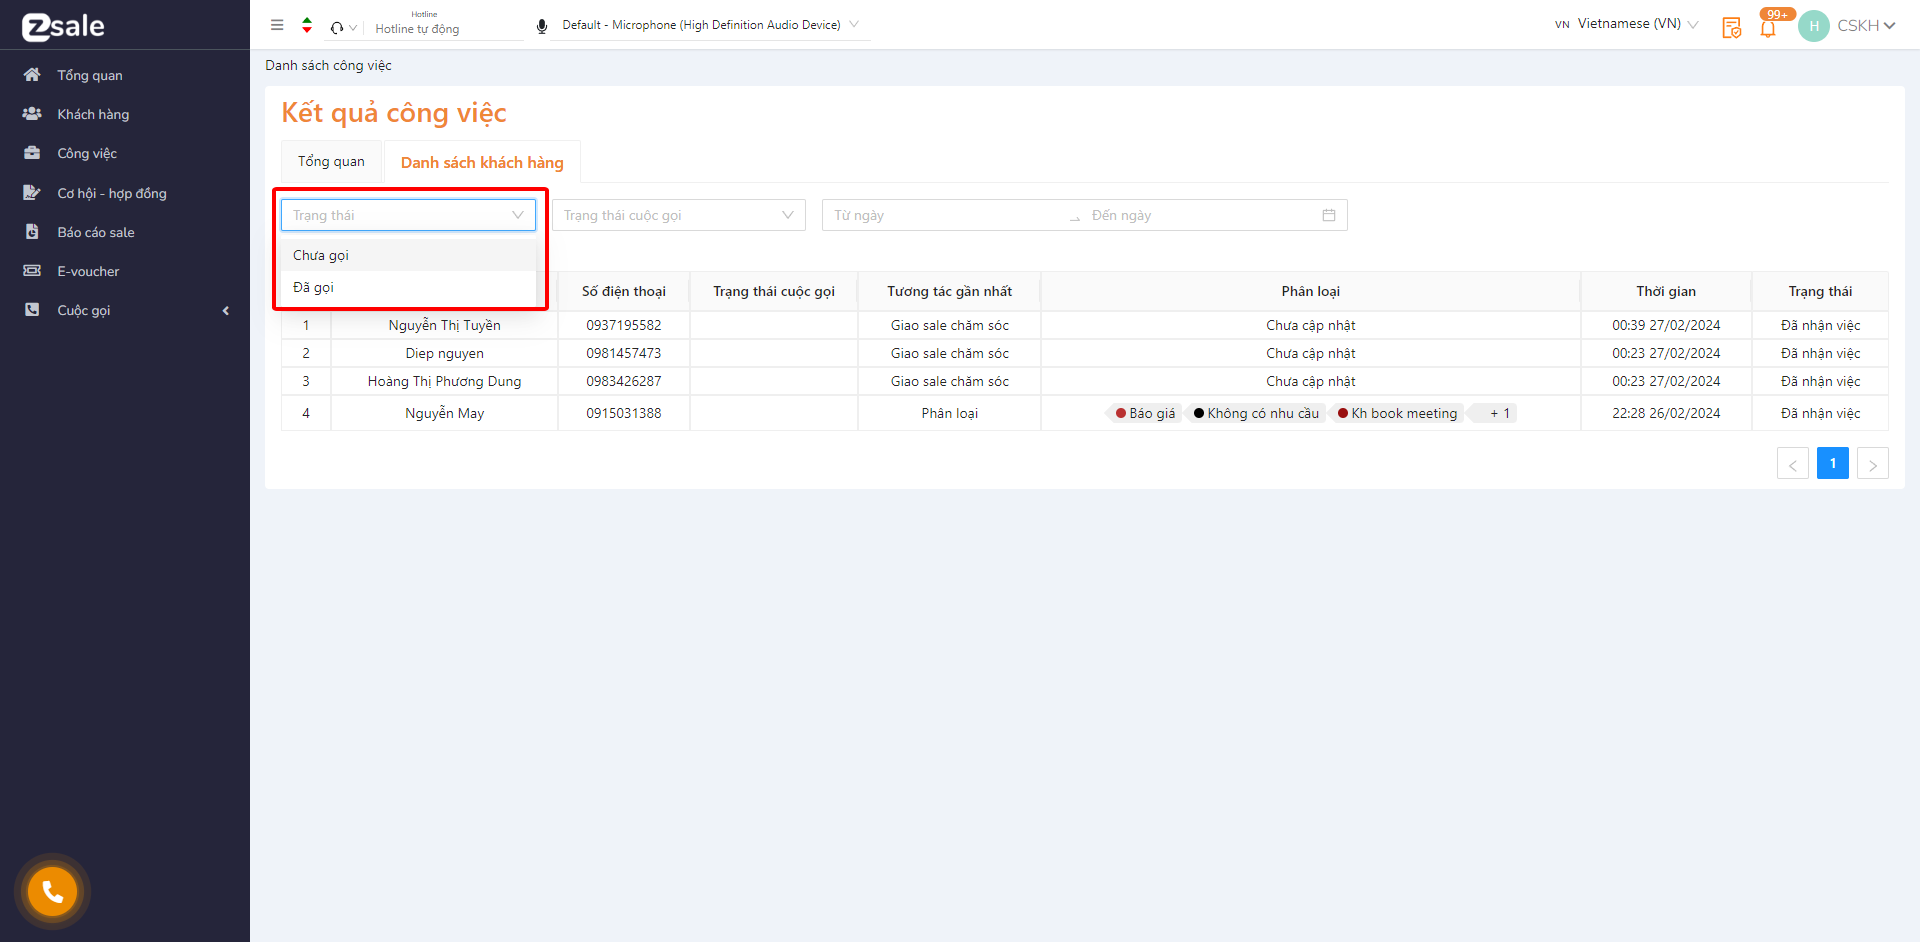 Zsale
Hotline
Hotline tự động
Default - Microphone (High Definition Audio Device)
VN Vietnamese (VN)
99+
H CSKH
Tổng quan
Khách hàng
Công việc
Cơ hội - hợp đồng
Báo cáo sale
E-voucher
Cuộc gọi
Danh sách công việc
Kết quả công việc
Tổng quan Danh sách khách hàng
Trạng thái Trạng thái cuộc gọi Từ ngày Đến ngày
Chưa gọi
Đã gọi
Số điện thoại Trạng thái cuộc gọi Tương tác gần nhất Phân loại Thời gian Trạng thái
1 Nguyễn Thị Tuyền 0937195582 Giao sale chăm sóc Chưa cập nhật 00:39 27/02/2024 Đã nhận việc
2 Diep nguyen 0981457473 Giao sale chăm sóc Chưa cập nhật 00:23 27/02/2024 Đã nhận việc
3 Hoàng Thị Phương Dung 0983426287 Giao sale chăm sóc Chưa cập nhật 00:23 27/02/2024 Đã nhận việc
4 Nguyễn May 0915031388 Phân loại Báo giá Không có nhu cầu Kh book meeting + 1 22:28 26/02/2024 Đã nhận việc
< 1 >